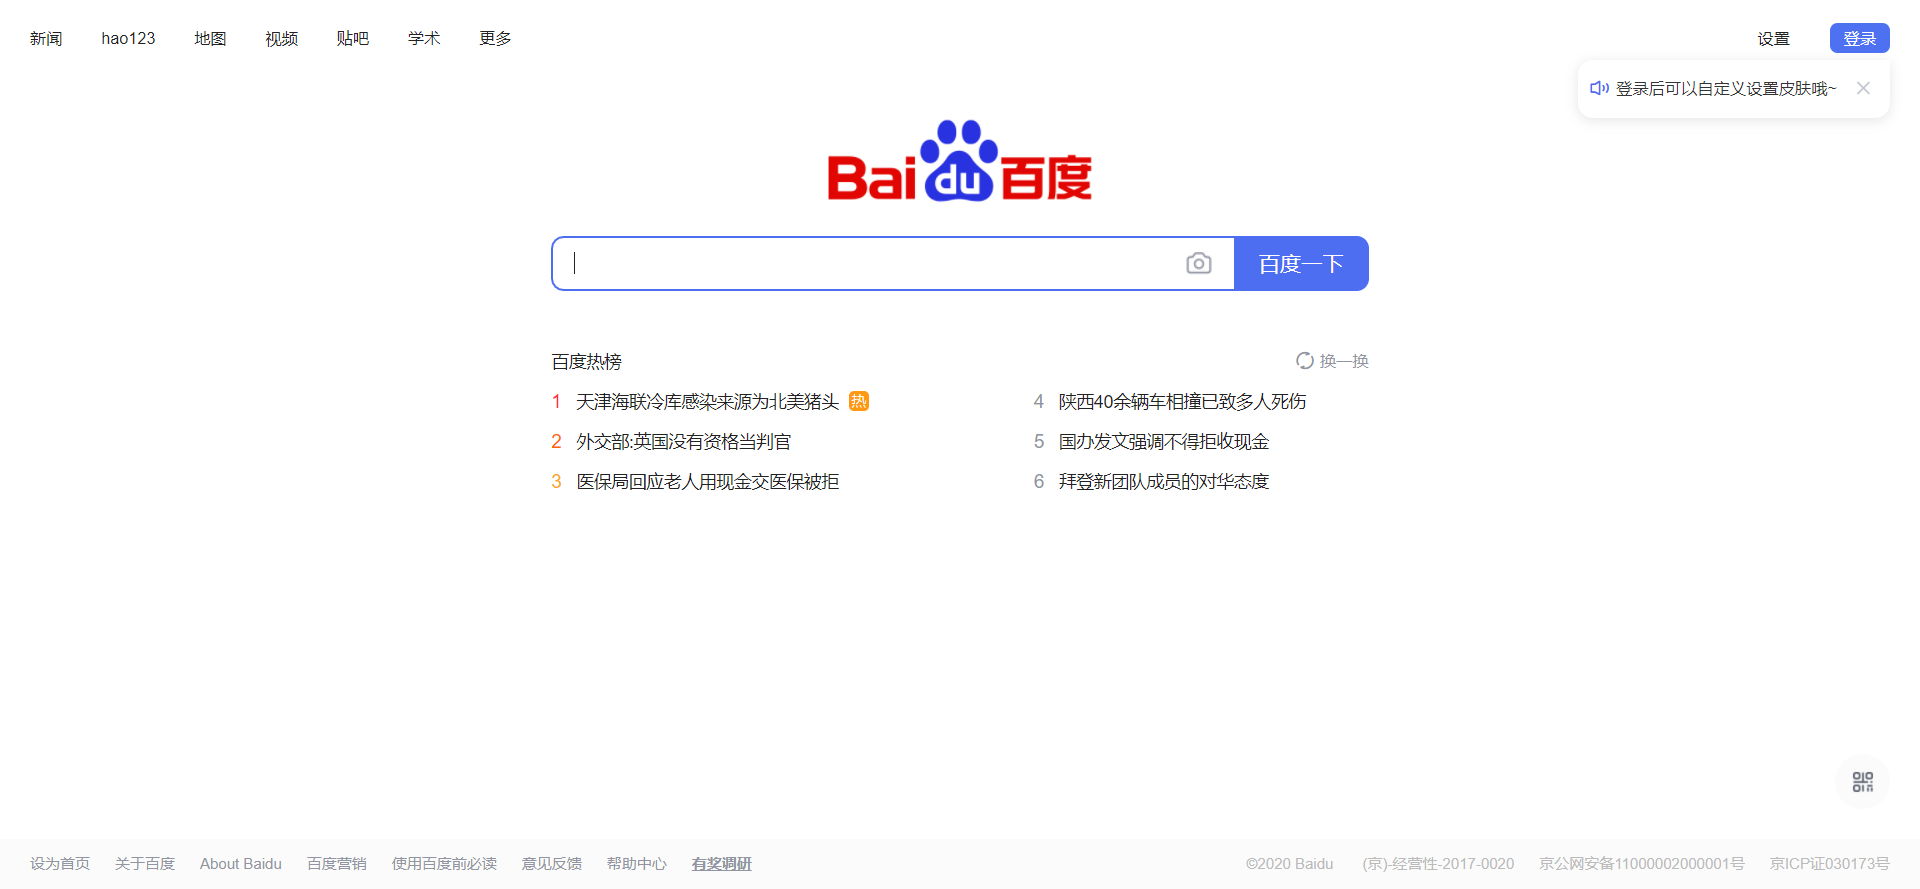 新闻 hao123 地图 视频 贴吧 学术 更多 设置 登录
登录后可以自定义设置皮肤哦~
Bai du 百度
百度一下
百度热榜 换一换
1 天津海联冷库感染来源为北美猪头 热
2 外交部:英国没有资格当判官
3 医保局回应老人用现金交医保被拒
4 陕西40余辆车相撞已致多人死伤
5 国办发文强调不得拒收现金
6 拜登新团队成员的对华态度
设为首页 关于百度 About Baidu 百度营销 使用百度前必读 意见反馈 帮助中心 有奖调研 ©2020 Baidu (京)-经营性-2017-0020 京公网安备11000002000001号 京ICP证030173号